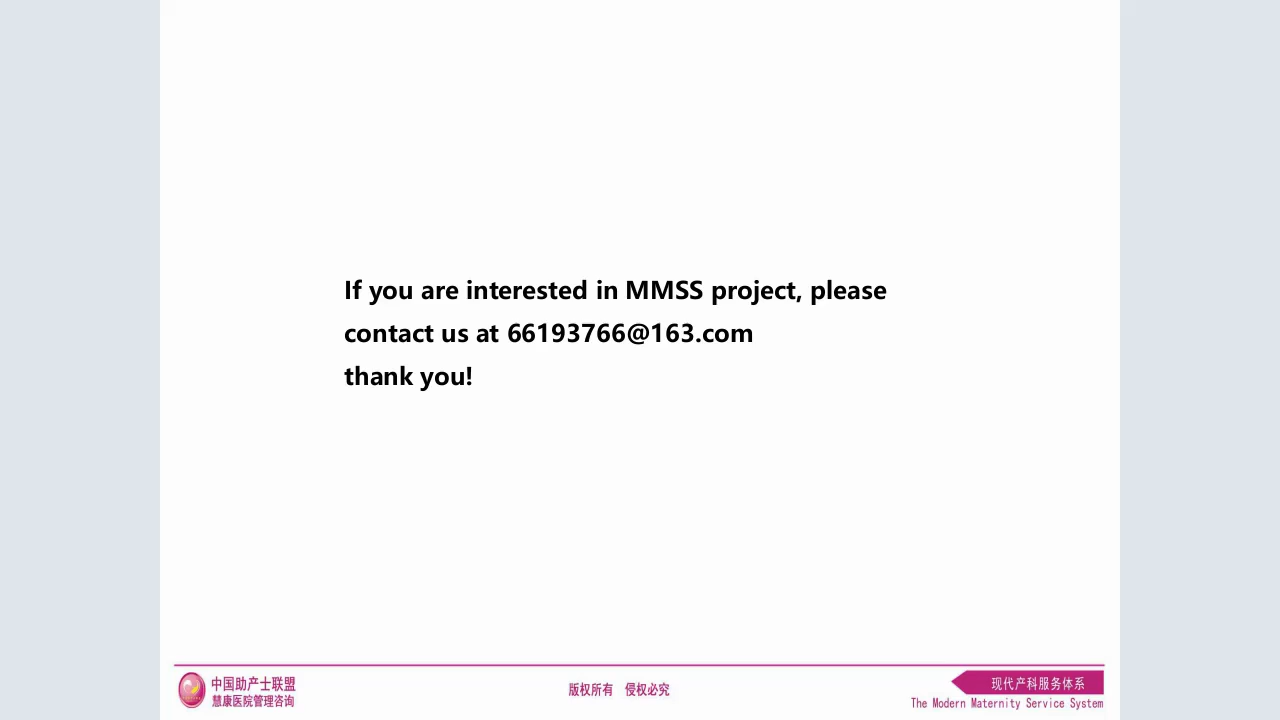 If you are interested in MMSS project, please
contact us at 66193766@163.com
thank you!
中国助产士联盟
慧康医院管理咨询
版权所有 侵权必究
现代产科服务体系
The Modern Maternity Service System